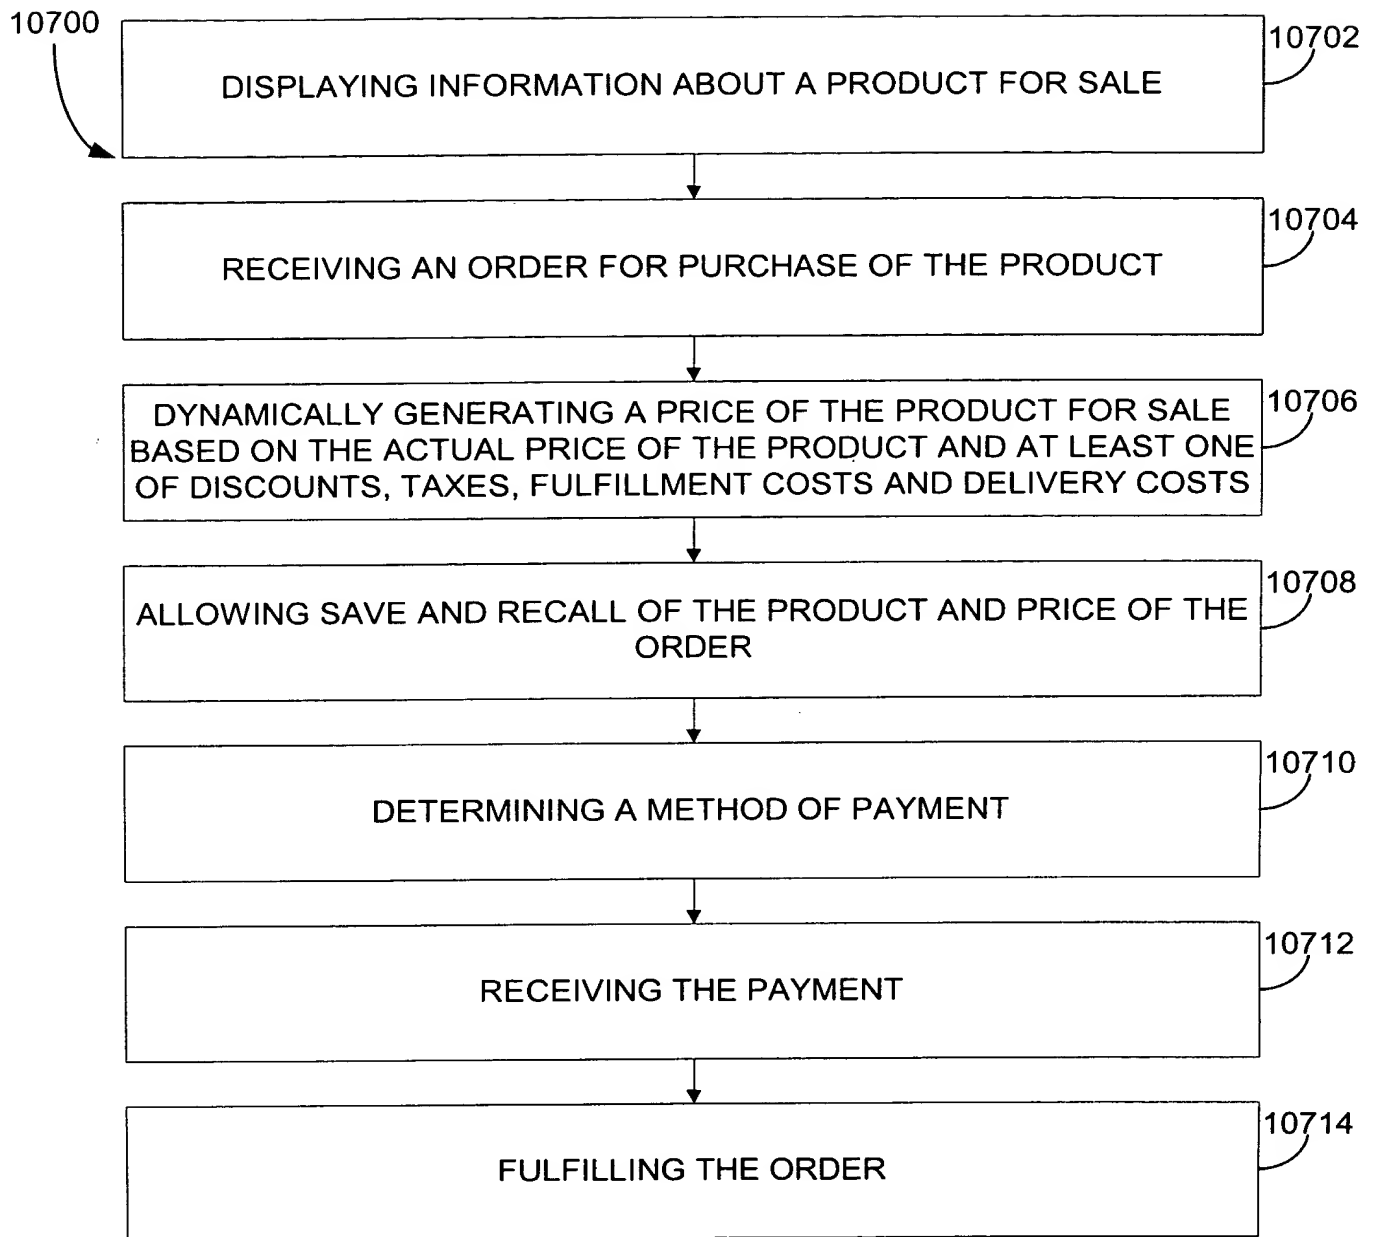 10700
10702
DISPLAYING INFORMATION ABOUT A PRODUCT FOR SALE
10704
RECEIVING AN ORDER FOR PURCHASE OF THE PRODUCT
10706
DYNAMICALLY GENERATING A PRICE OF THE PRODUCT FOR SALE
BASED ON THE ACTUAL PRICE OF THE PRODUCT AND AT LEAST ONE
OF DISCOUNTS, TAXES, FULFILLMENT COSTS AND DELIVERY COSTS
10708
ALLOWING SAVE AND RECALL OF THE PRODUCT AND PRICE OF THE
ORDER
10710
DETERMINING A METHOD OF PAYMENT
10712
RECEIVING THE PAYMENT
10714
FULFILLING THE ORDER